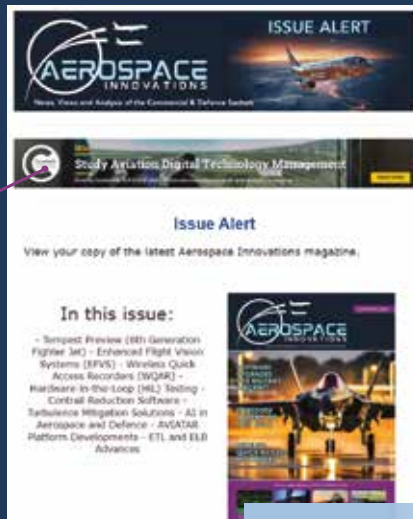 ISSUE ALERT
AEROSPACE
INNOVATIONS
News, Views and Analysis of the Commercial & Defence Sectors
Study Aviation Digital Technology Management
Issue Alert
View your copy of the latest Aerospace Innovations magazine.
In this issue:
- Tempest Preview (6th Generation
Fighter Jet) - Enhanced Flight Vision
Systems (EFVS) - Wireless Quick
Access Recorders (WQAR) -
Hardware-in-the-Loop (HIL) Testing -
Contrail Reduction Software -
Turbulence Mitigation Solutions - AI in
Aerospace and Defence - AVIATAR
Platform Developments - ETL and ELB
Advances
AEROSPACE
INNOVATIONS